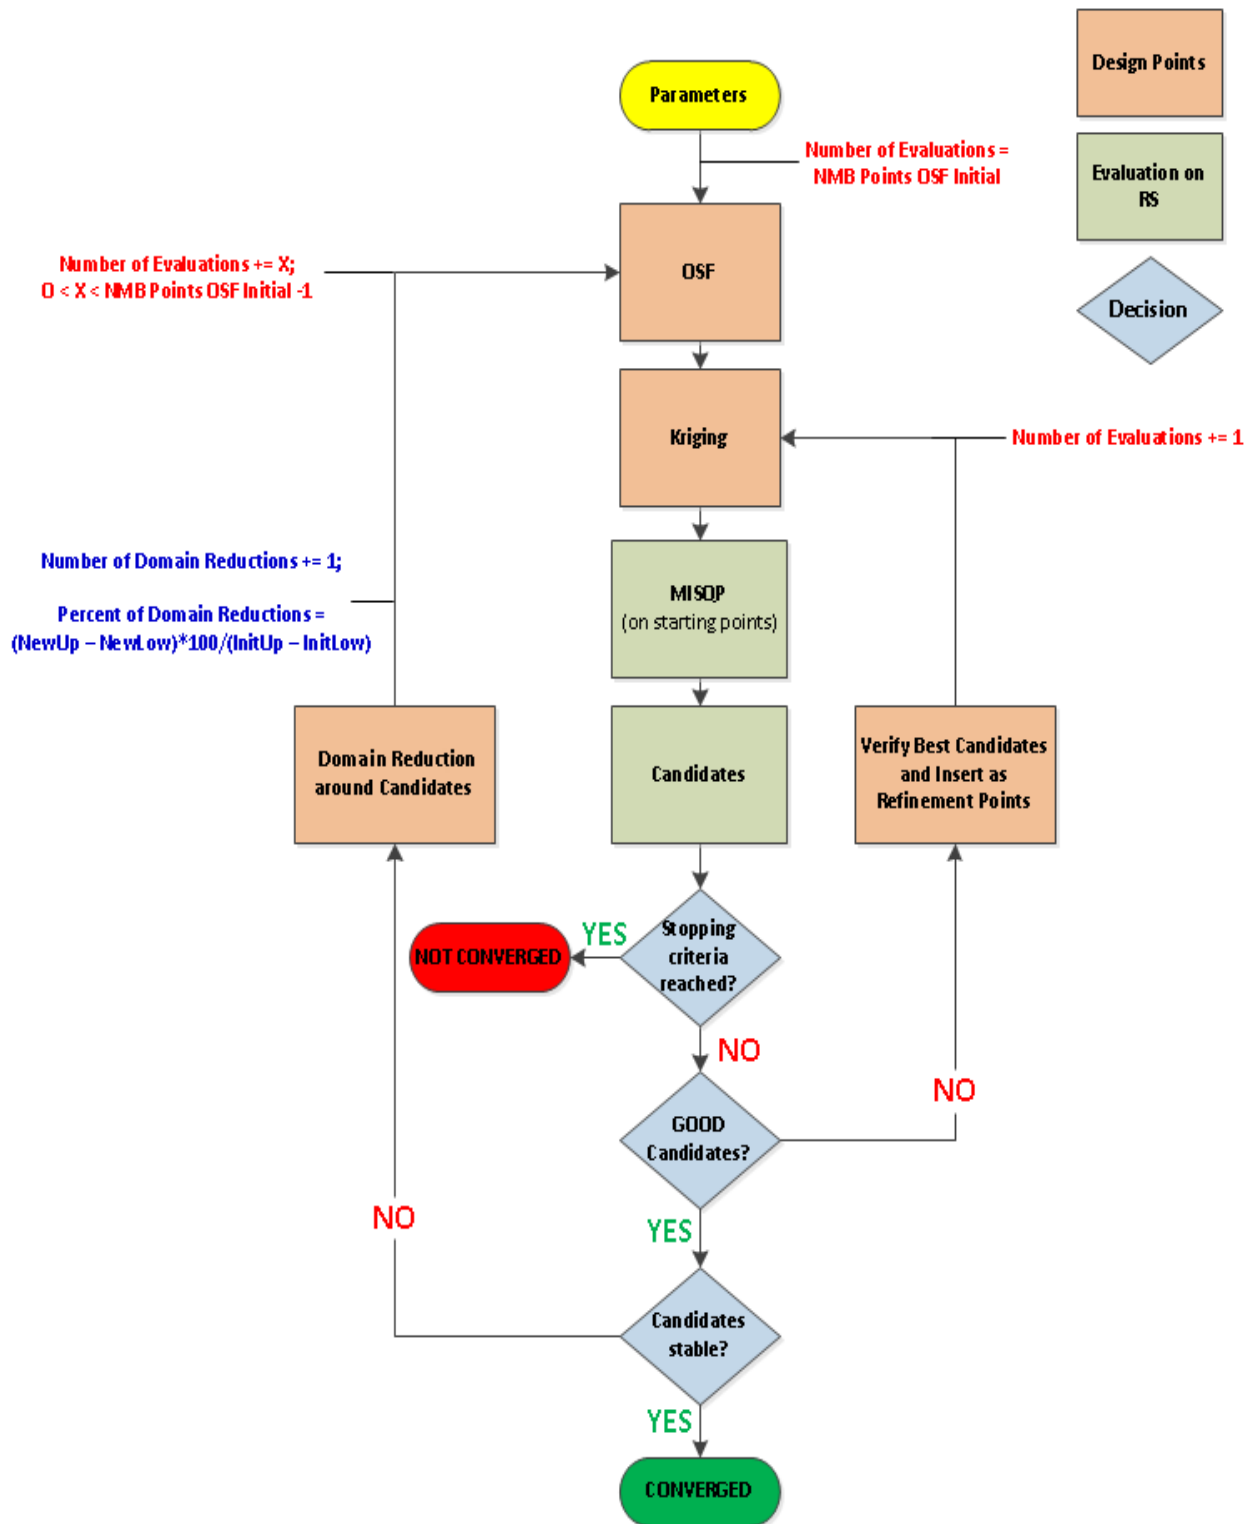 Design Points
Parameters
Number of Evaluations =
NMB Points OSF Initial
Evaluation on
RS
Number of Evaluations += X;
O < X < NMB Points OSF Initial -1
OSF
Decision
Kriging
Number of Evaluations += 1
Number of Domain Reductions += 1;
Percent of Domain Reductions =
(NewUp – NewLow)*100/(InitUp – InitLow)
MISQP
(on starting points)
Domain Reduction
around Candidates
Candidates
Verify Best Candidates
and Insert as
Refinement Points
NOT CONVERGED
YES
Stopping
criteria
reached?
NO
GOOD
Candidates?
NO
NO
YES
Candidates
stable?
YES
CONVERGED